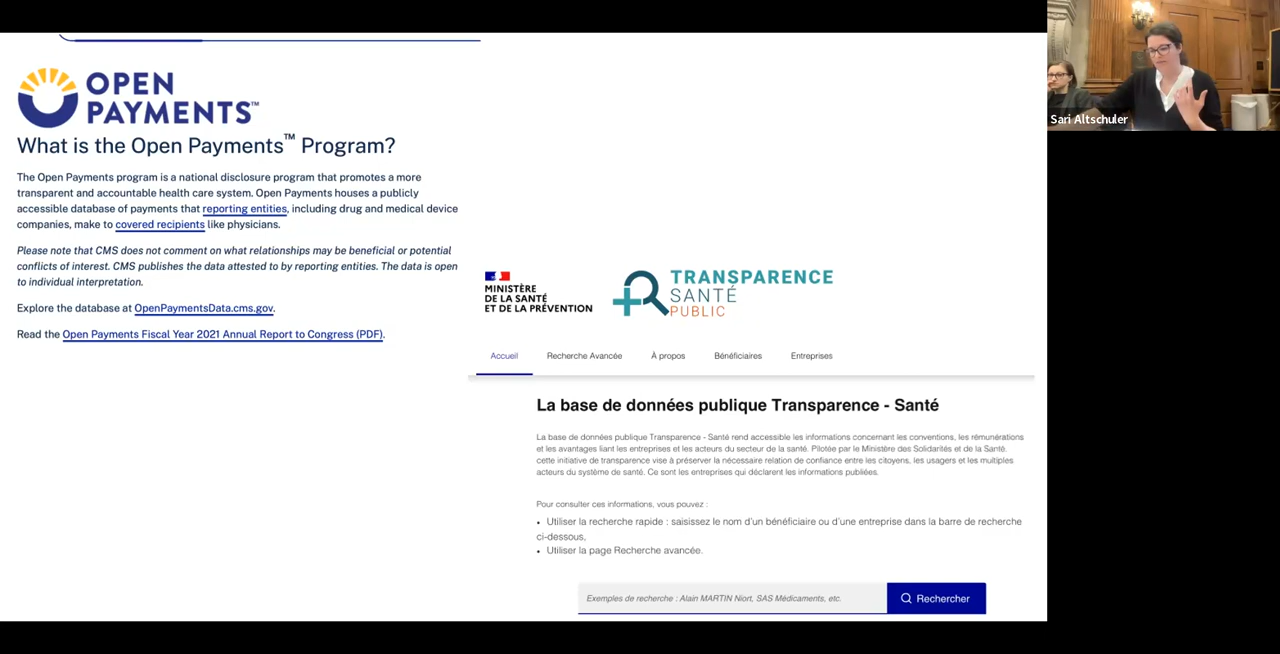 OPEN
PAYMENTS™
What is the Open Payments™ Program?
The Open Payments program is a national disclosure program that promotes a more
transparent and accountable health care system. Open Payments houses a publicly
accessible database of payments that reporting entities, including drug and medical device
companies, make to covered recipients like physicians.
Please note that CMS does not comment on what relationships may be beneficial or potential
conflicts of interest. CMS publishes the data attested to by reporting entities. The data is open
to individual interpretation.
Explore the database at OpenPaymentsData.cms.gov.
Read the Open Payments Fiscal Year 2021 Annual Report to Congress (PDF).
MINISTÈRE
DE LA SANTÉ
ET DE LA PRÉVENTION
TRANSPARENCE
SANTÉ
PUBLIC
Accueil Recherche Avancée À propos Bénéficiaires Entreprises
La base de données publique Transparence - Santé
La base de données publique Transparence - Santé rend accessible les informations concernant les conventions, les rémunérations
et les avantages liant les entreprises et les acteurs du secteur de la santé. Pilotée par le Ministère des Solidarités et de la Santé,
cette initiative de transparence vise à préserver la nécessaire relation de confiance entre les citoyens, les usagers et les multiples
acteurs du système de santé. Ce sont les entreprises qui déclarent les informations publiées.
Pour consulter ces informations, vous pouvez :
• Utiliser la recherche rapide : saisissez le nom d'un bénéficiaire ou d'une entreprise dans la barre de recherche
ci-dessous,
• Utiliser la page Recherche avancée.
Exemples de recherche : Alain MARTIN Niort, SAS Médicaments, etc.
Rechercher
Sari Altschuler